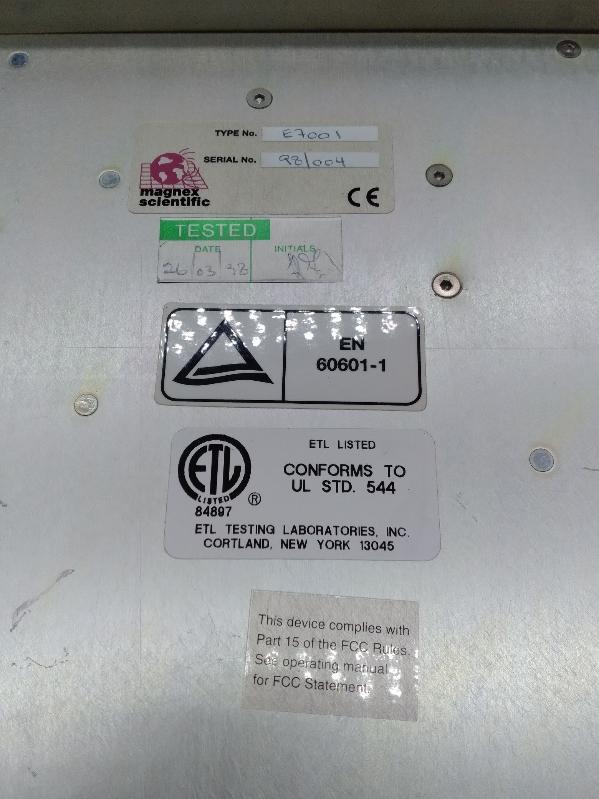 TYPE No. E7001
SERIAL No. 98/004
magnex
scientific
CE
TESTED
DATE INITIALS
26 03 98
EN
60601-1
ETL LISTED
CONFORMS TO
UL STD. 544
ETL
LISTED
®
84897
ETL TESTING LABORATORIES, INC.
CORTLAND, NEW YORK 13045
This device complies with
Part 15 of the FCC Rules.
See operating manual
for FCC Statement.